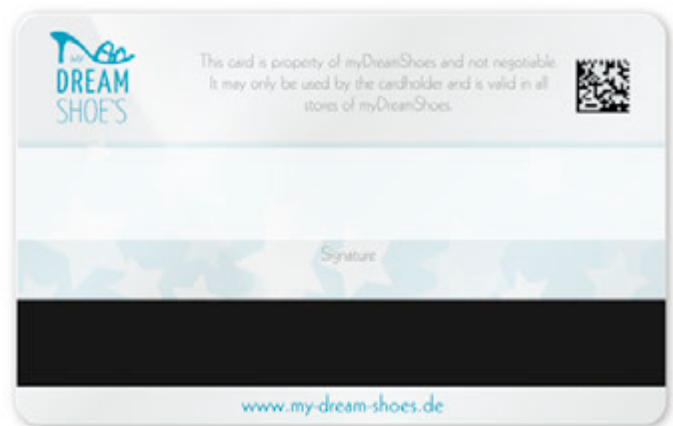 MY
DREAM
SHOE'S
This card is property of myDreamShoes and not negotiable.
It may only be used by the cardholder and is valid in all
stores of myDreamShoes.
Signature
www.my-dream-shoes.de